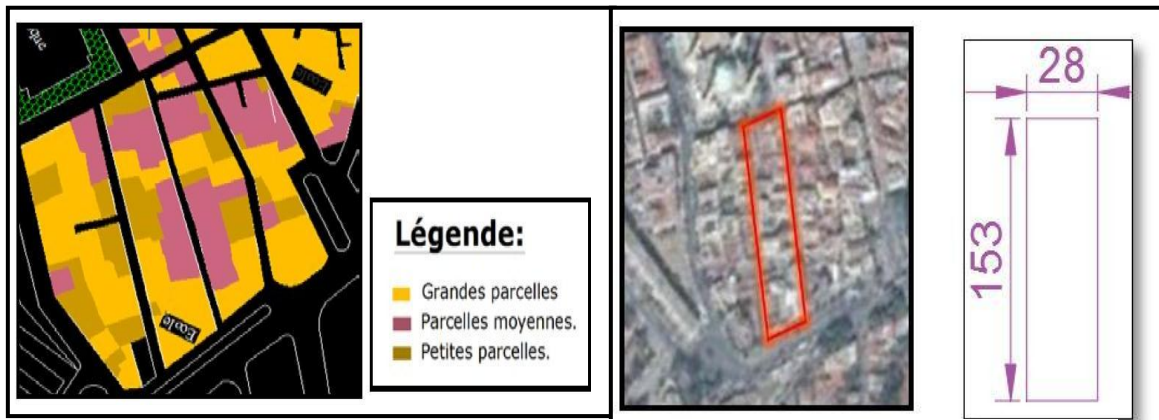 Ecole
Ecole
Légende:
Grandes parcelles
Parcelles moyennes.
Petites parcelles.
28
153